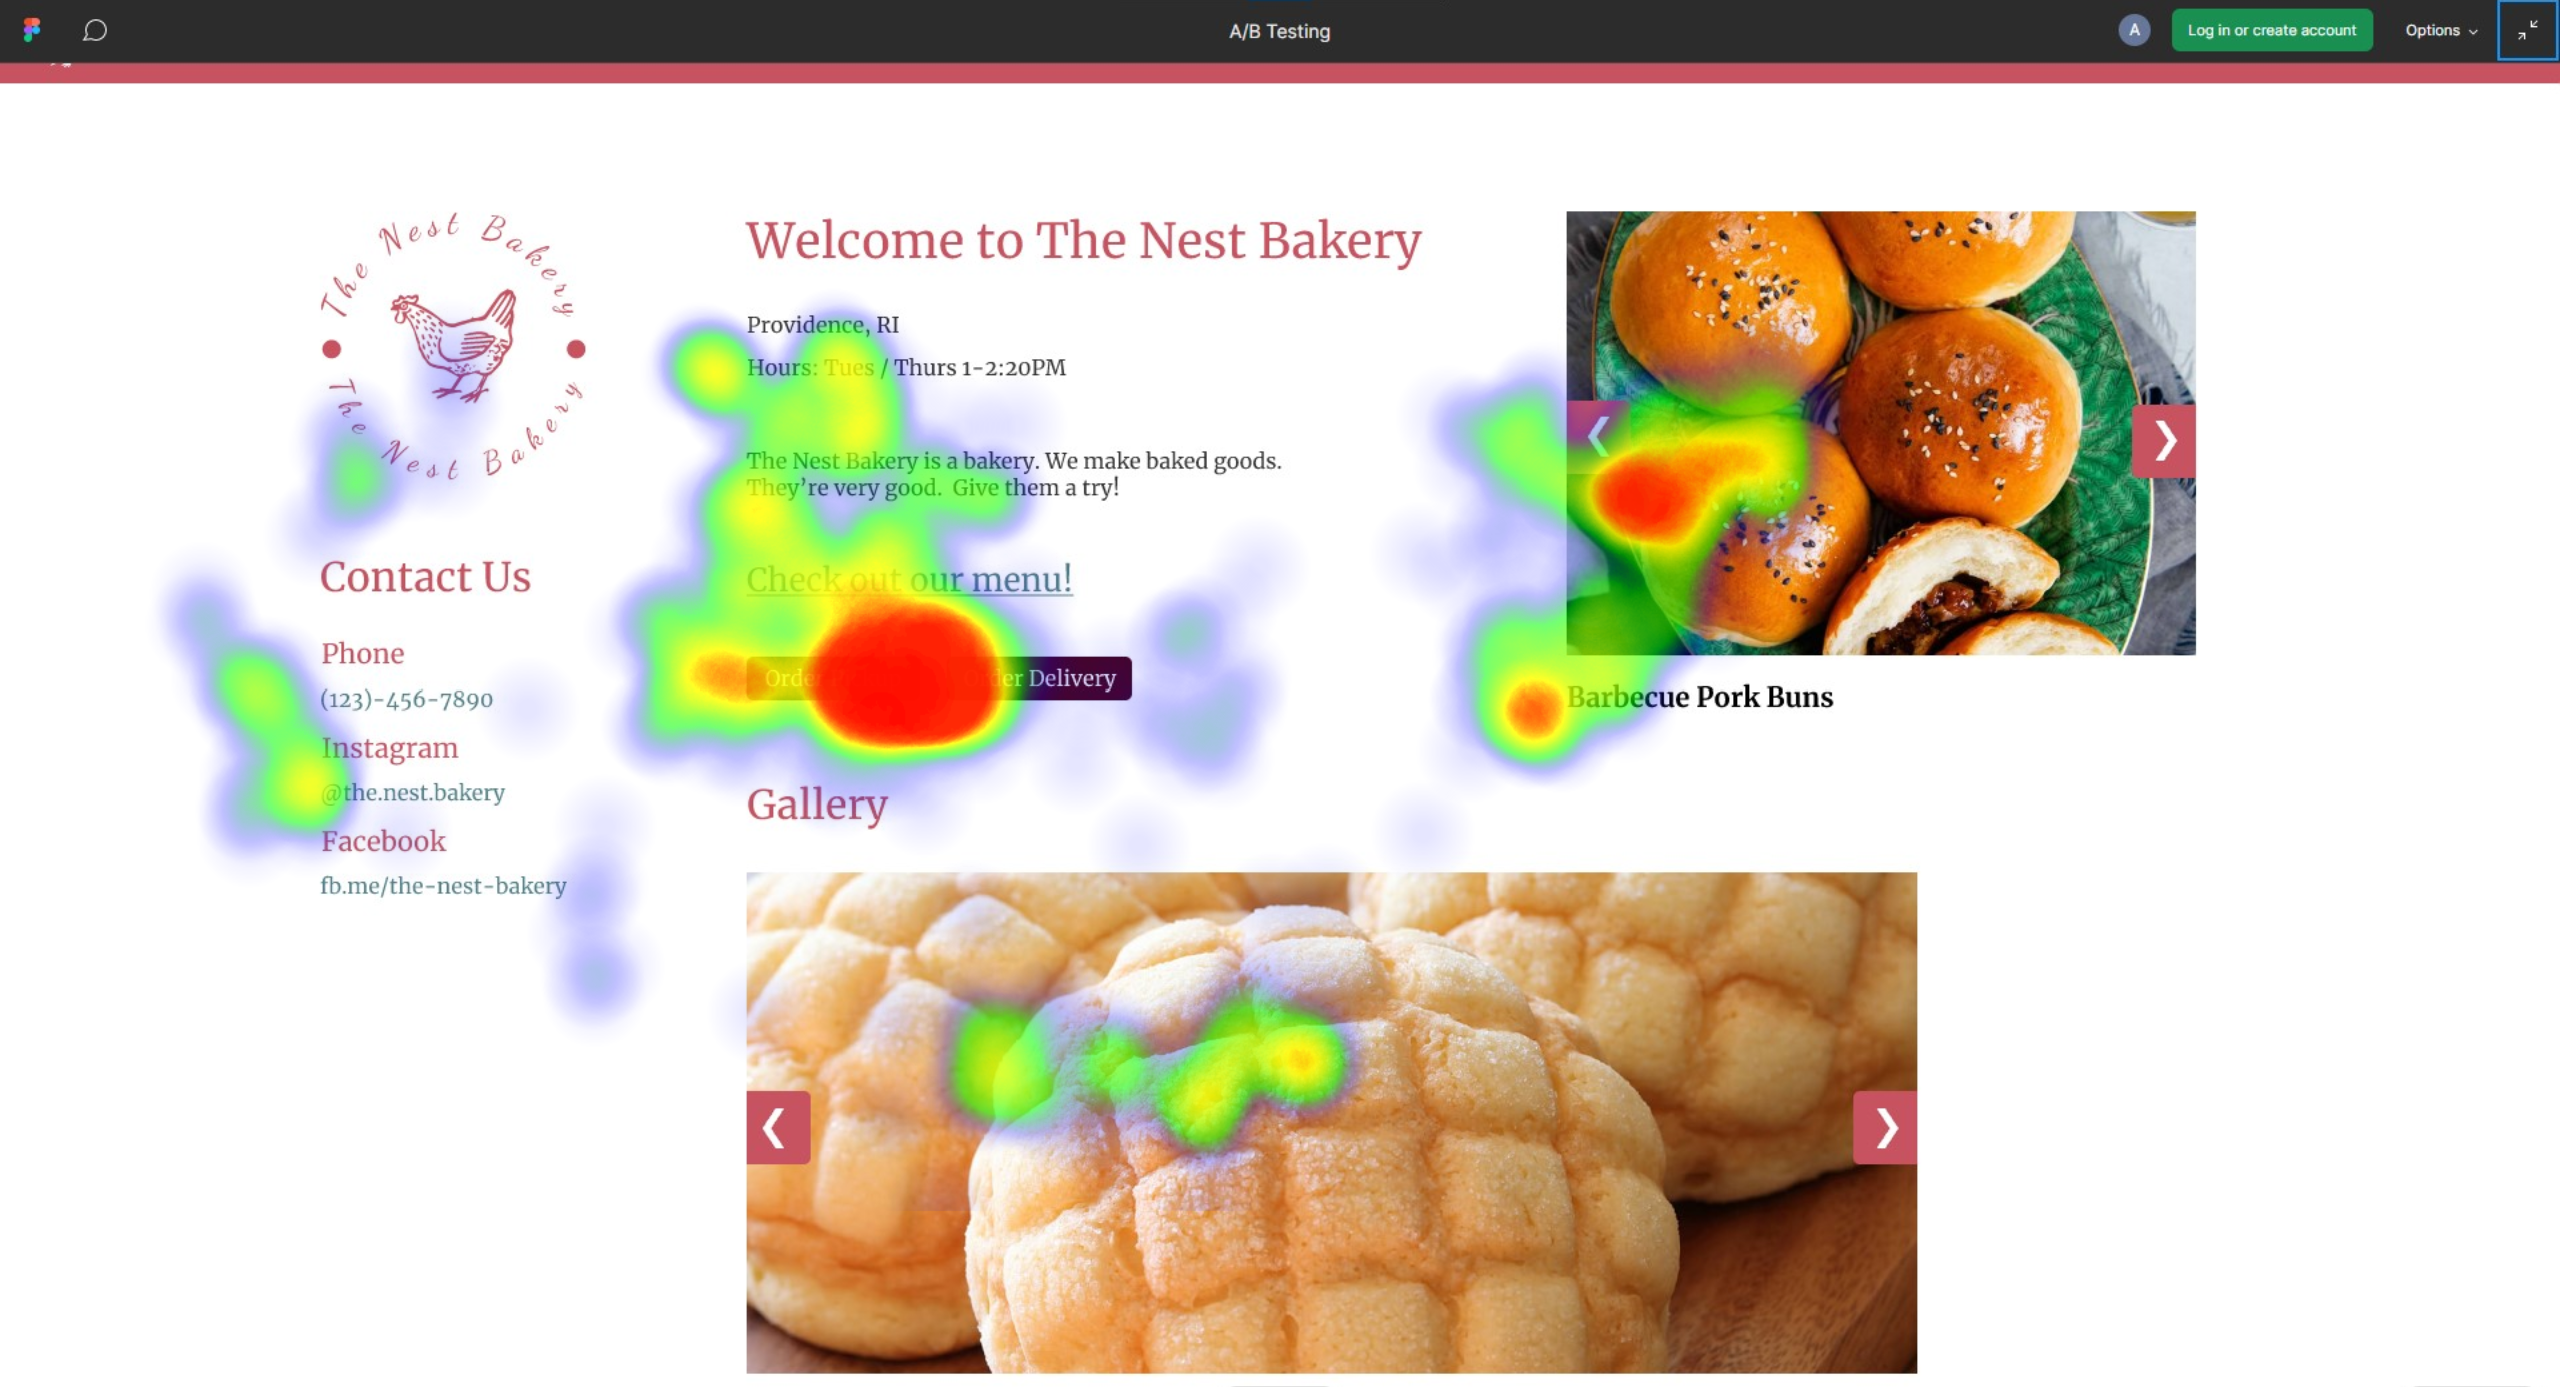 A/B Testing
A
Log in or create account
Options
The Nest Bakery
The Nest Bakery
Welcome to The Nest Bakery
Providence, RI
Hours: Tues / Thurs 1-2:20PM
The Nest Bakery is a bakery. We make baked goods.
They're very good. Give them a try!
Check out our menu!
Order
Delivery
Contact Us
Phone
(123)-456-7890
Instagram
@the.nest.bakery
Facebook
fb.me/the-nest-bakery
Barbecue Pork Buns
Gallery